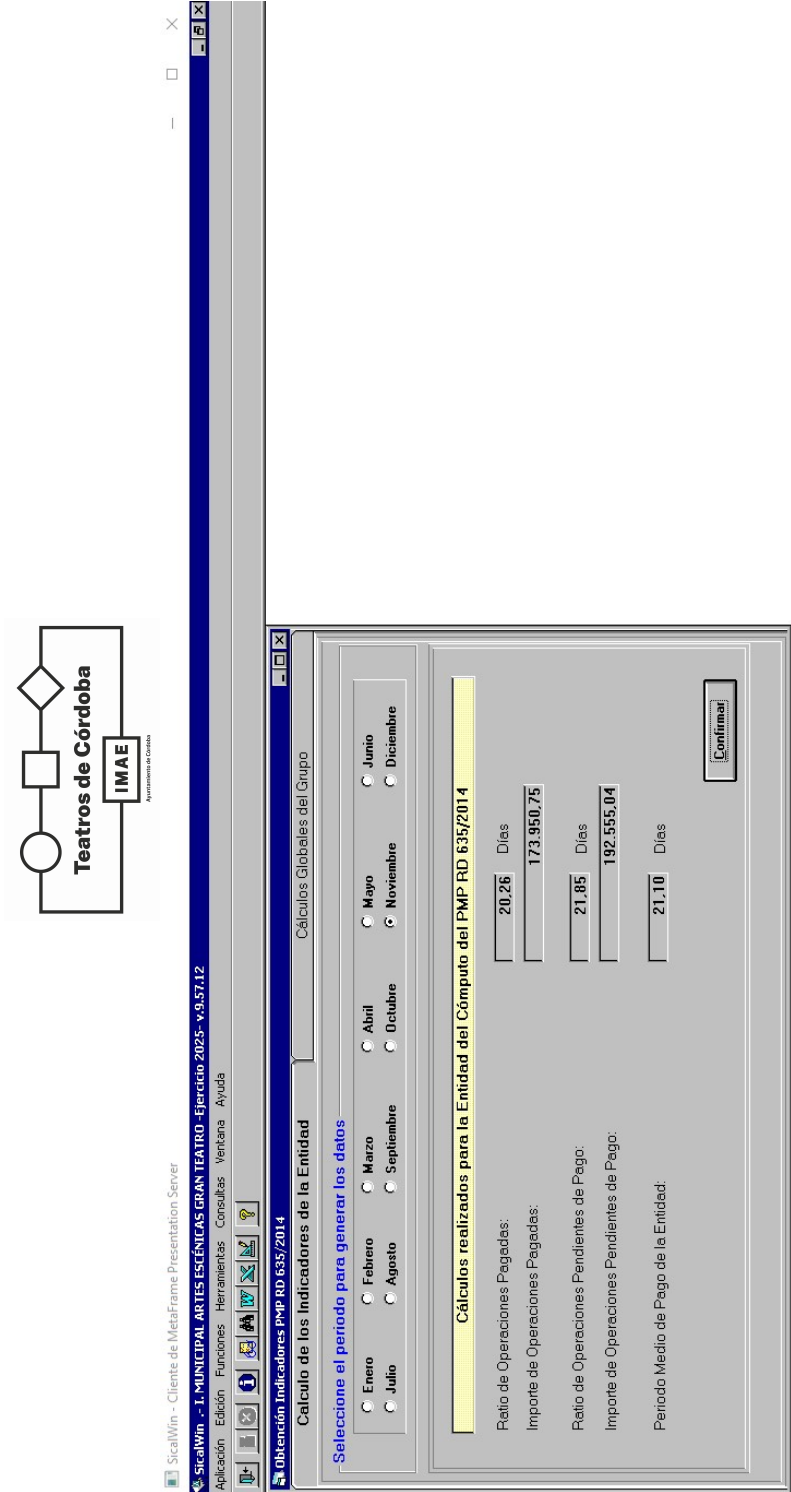 Teatros de Córdoba
IMAE
Ayuntamiento de Córdoba
SicalWin - Cliente de MetaFrame Presentation Server
SicalWin .- I. MUNICIPAL ARTES ESCÉNICAS GRAN TEATRO -Ejercicio 2025- v.9.57.12
Aplicación Edición Funciones Herramientas Consultas Ventana Ayuda
Obtención Indicadores PMP RD 635/2014
Calculo de los Indicadores de la Entidad Cálculos Globales del Grupo
Seleccione el periodo para generar los datos
Enero Febrero Marzo Abril Mayo Junio
Julio Agosto Septiembre Octubre Noviembre Diciembre
Cálculos realizados para la Entidad del Cómputo del PMP RD 635/2014
Ratio de Operaciones Pagadas: 20,26 Días
Importe de Operaciones Pagadas: 173.950,75
Ratio de Operaciones Pendientes de Pago: 21,85 Días
Importe de Operaciones Pendientes de Pago: 192.555,04
Periodo Medio de Pago de la Entidad: 21,10 Días
Confirmar